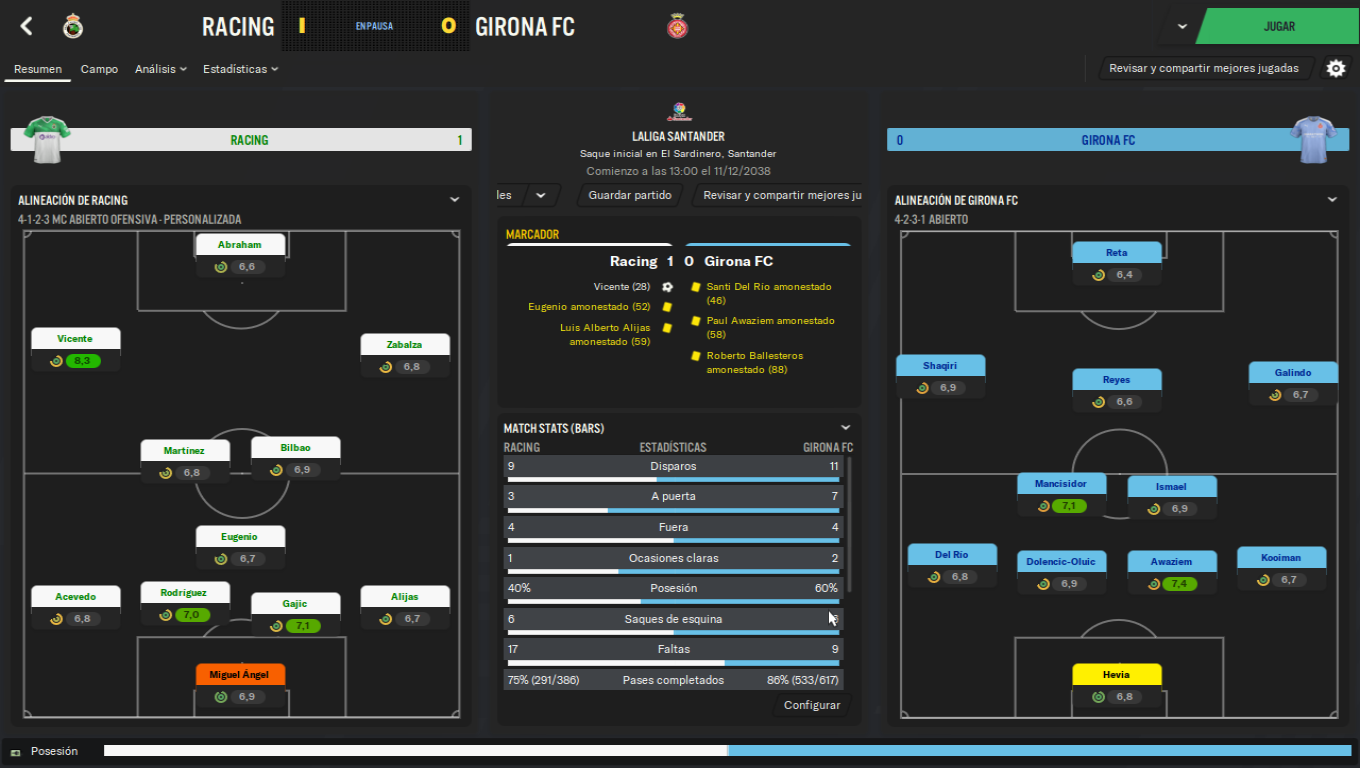 RACING
1
EN PAUSA
0
GIRONA FC
JUGAR
Resumen
Campo
Análisis
Estadísticas
Revisar y compartir mejores jugadas
RACING
1
LALIGA SANTANDER
Saque inicial en El Sardinero, Santander
Comienzo a las 13:00 el 11/12/2038
0
GIRONA FC
les
Guardar partido
Revisar y compartir mejores ju
ALINEACIÓN DE RACING
4-1-2-3 MC ABIERTO OFENSIVA - PERSONALIZADA
Abraham
6,6
Vicente
8,3
Zabalza
6,8
Martínez
6,8
Bilbao
6,9
Eugenio
6,7
Acevedo
6,8
Rodríguez
7,0
Gajic
7,1
Alijas
6,7
Miguel Ángel
6,9
MARCADOR
Racing 1 0 Girona FC
Vicente (28)
Eugenio amonestado (52)
Luis Alberto Alijas
amonestado (59)
Santi Del Río amonestado
(46)
Paul Awaziem amonestado
(58)
Roberto Ballesteros
amonestado (88)
MATCH STATS (BARS)
RACING ESTADÍSTICAS GIRONA FC
9 Disparos 11
3 A puerta 7
4 Fuera 4
1 Ocasiones claras 2
40% Posesión 60%
6 Saques de esquina
17 Faltas 9
75% (291/386) Pases completados 86% (533/617)
Configurar
ALINEACIÓN DE GIRONA FC
4-2-3-1 ABIERTO
Reta
6,4
Shaqiri
6,9
Reyes
6,6
Galindo
6,7
Mancisidor
7,1
Ismael
6,9
Del Río
6,8
Dolencic-Oluic
6,9
Awaziem
7,4
Kooiman
6,7
Hevia
6,8
Posesión